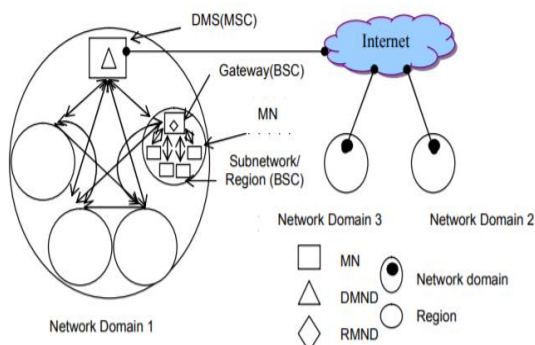 DMS(MSC)
Internet
Gateway(BSC)
MN
Subnetwork/
Region (BSC)
Network Domain 3
Network Domain 2
MN
Network domain
DMND
Region
RMND
Network Domain 1